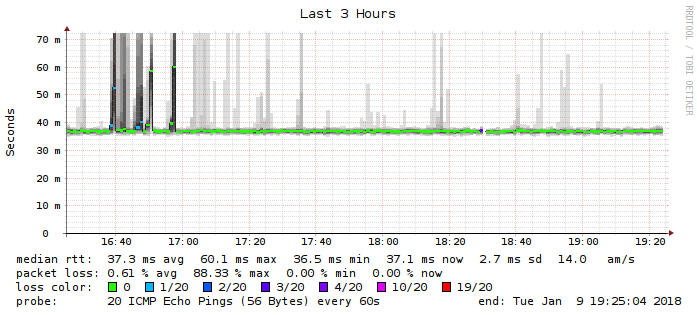 Last 3 Hours
RRDTOOL / TOBI OETIKER
Seconds
70 m
60 m
50 m
40 m
30 m
20 m
10 m
0
16:40 17:00 17:20 17:40 18:00 18:20 18:40 19:00 19:20
median rtt: 37.3 ms avg 60.1 ms max 36.5 ms min 37.1 ms now 2.7 ms sd 14.0 am/s
packet loss: 0.61 % avg 88.33 % max 0.00 % min 0.00 % now
loss color: 0 1/20 2/20 3/20 4/20 10/20 19/20
probe: 20 ICMP Echo Pings (56 Bytes) every 60s end: Tue Jan 9 19:25:04 2018